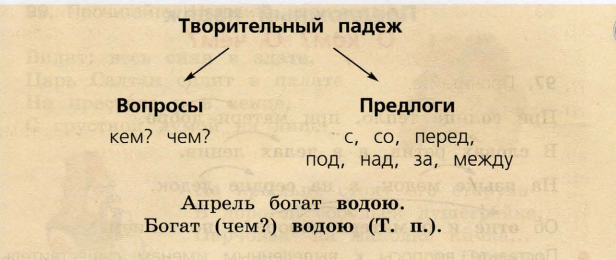 Творительный падеж
Вопросы
кем? чем?
Предлоги
с, со, перед,
под, над, за, между
Апрель богат водою.
Богат (чем?) водою (Т. п.).